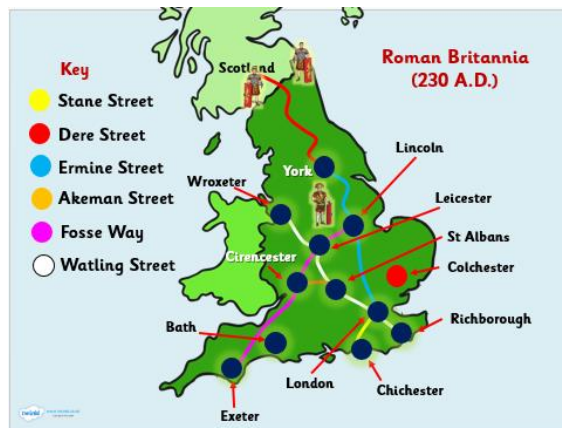 Roman Britannia
(230 A.D.)
Key
Stane Street
Dere Street
Ermine Street
Akeman Street
Fosse Way
Watling Street
Scotland
York
Lincoln
Wroxeter
Leicester
St Albans
Cirencester
Colchester
Bath
Richborough
London
Chichester
Exeter
twinkl